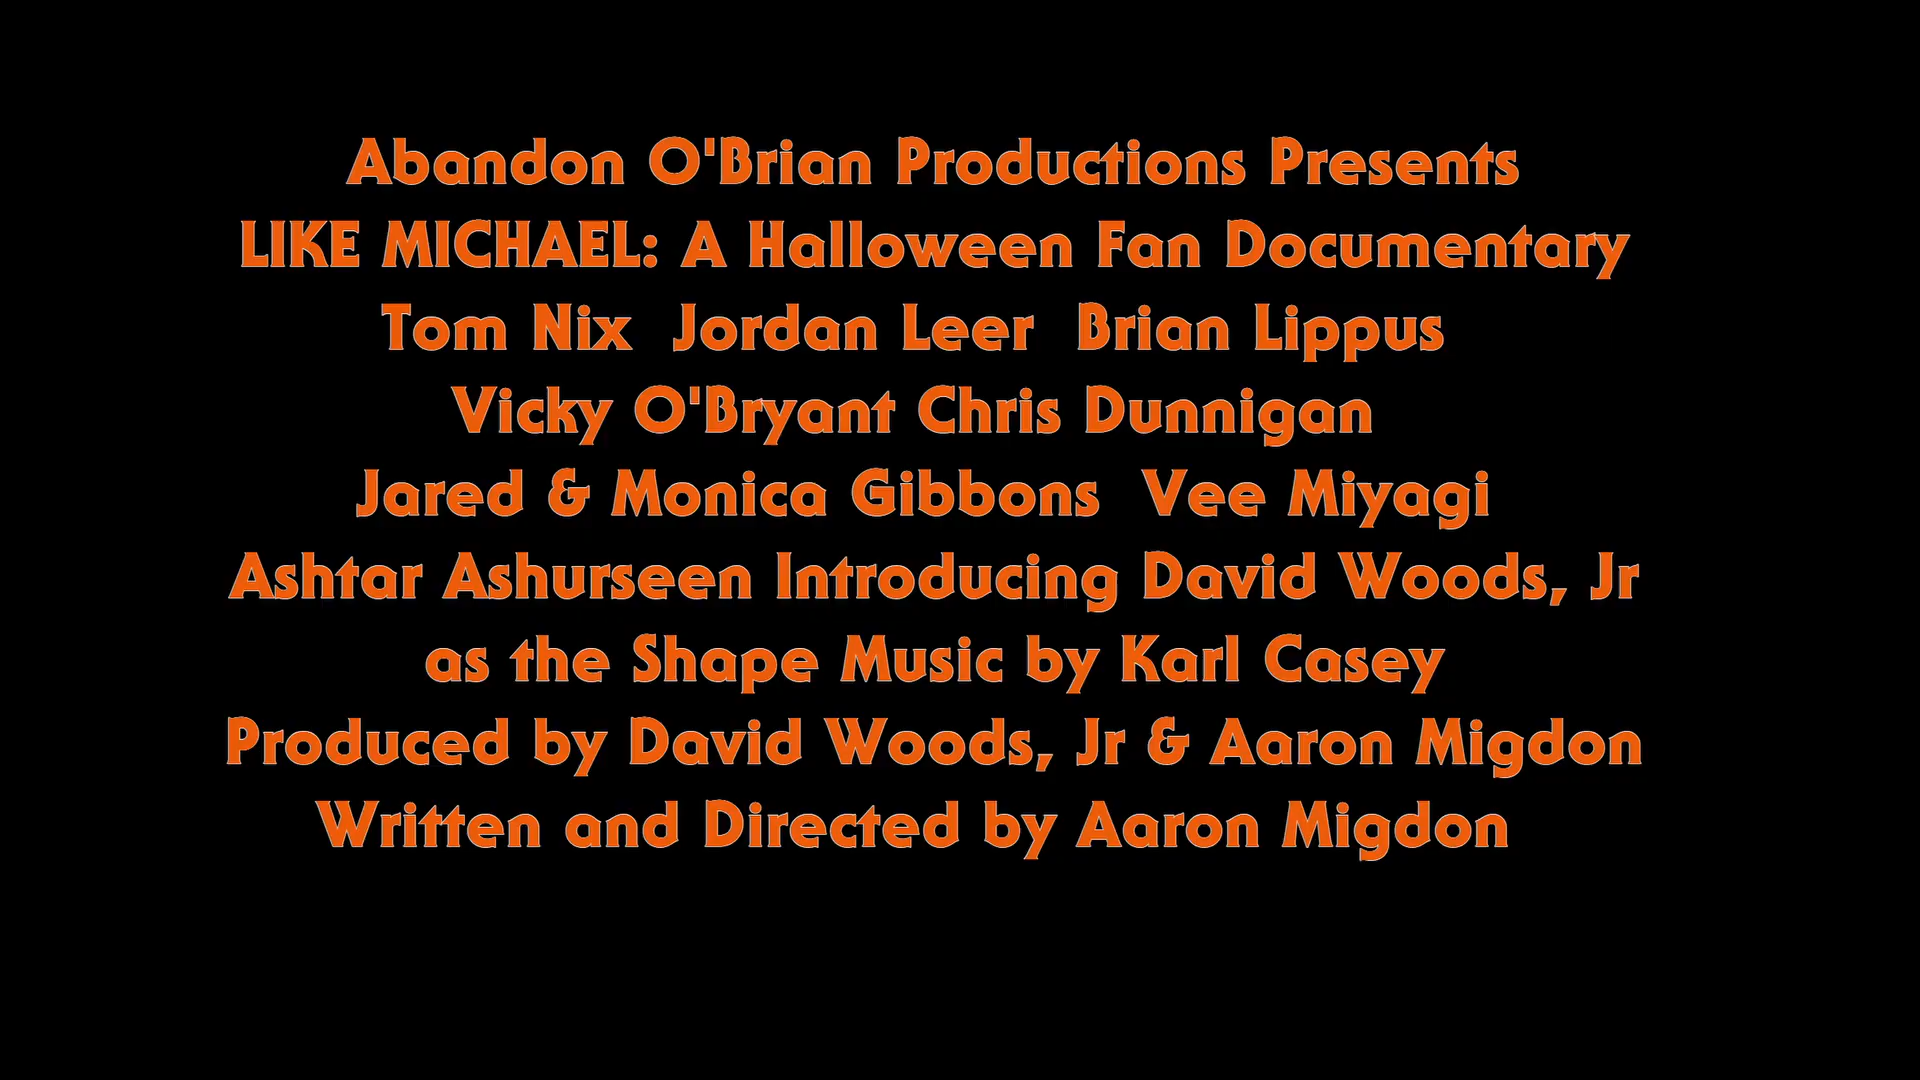 Abandon O'Brian Productions Presents
LIKE MICHAEL: A Halloween Fan Documentary
Tom Nix  Jordan Leer  Brian Lippus
Vicky O'Bryant Chris Dunnigan
Jared & Monica Gibbons  Vee Miyagi
Ashtar Ashurseen Introducing David Woods, Jr
as the Shape Music by Karl Casey
Produced by David Woods, Jr & Aaron Migdon
Written and Directed by Aaron Migdon